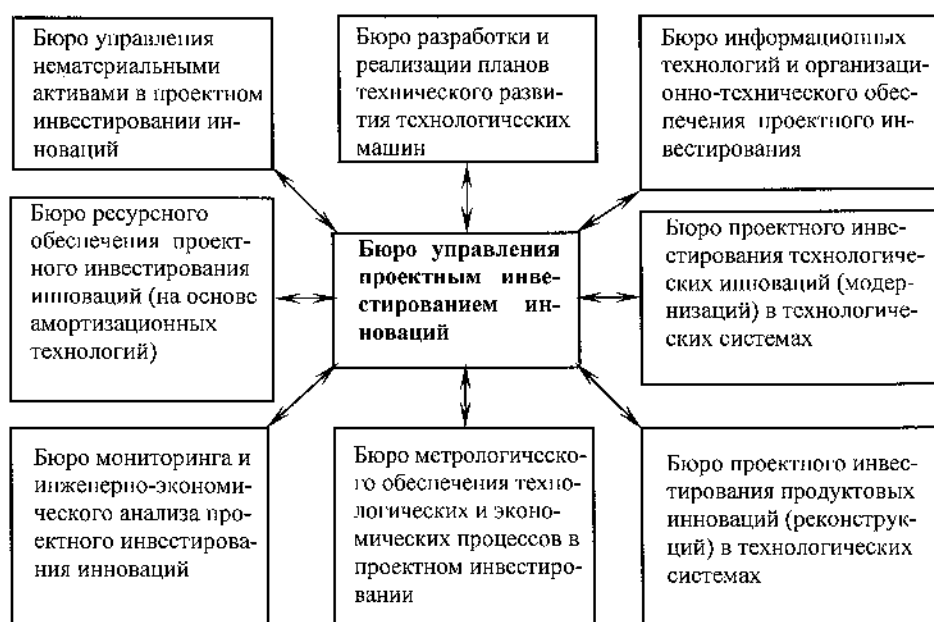 Бюро управления
нематериальными
активами в проектном
инвестировании ин-
новаций
Бюро разработки и
реализации планов
технического разви-
тия технологических
машин
Бюро информационных
технологий и организаци-
онно-технического обес-
печения проектного ин-
вестирования
Бюро ресурсного
обеспечения проект-
ного инвестирования
инноваций (на основе
амортизационных
технологий)
Бюро управления
проектным инве-
стированием ин-
новаций
Бюро проектного инве-
стирования технологиче-
ских инноваций (модер-
низаций) в технологиче-
ских системах
Бюро мониторинга и
инженерно-экономи-
ческого анализа про-
ектного инвестирова-
ния инноваций
Бюро метрологическо-
го обеспечения техно-
логических и эконо-
мических процессов в
проектном инвестиро-
вании
Бюро проектного инвес-
тирования продуктовых
инноваций (реконструк-
ций) в технологических
системах